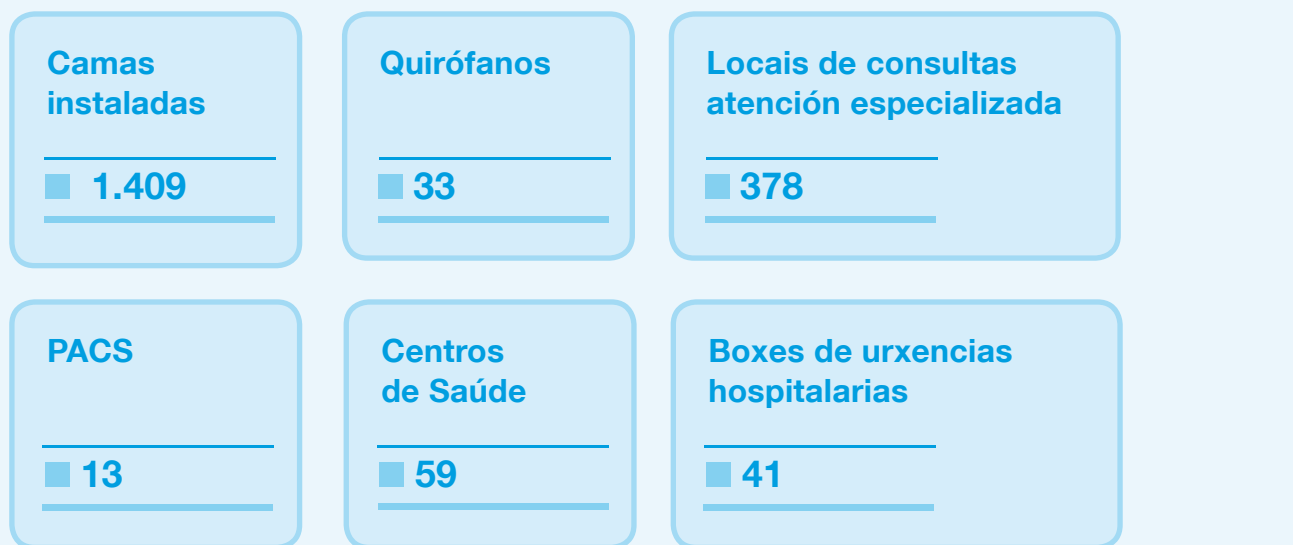 Camas
instaladas
1.409
Quirófanos
33
Locais de consultas
atención especializada
378
PACS
13
Centros
de Saúde
59
Boxes de urxencias
hospitalarias
41